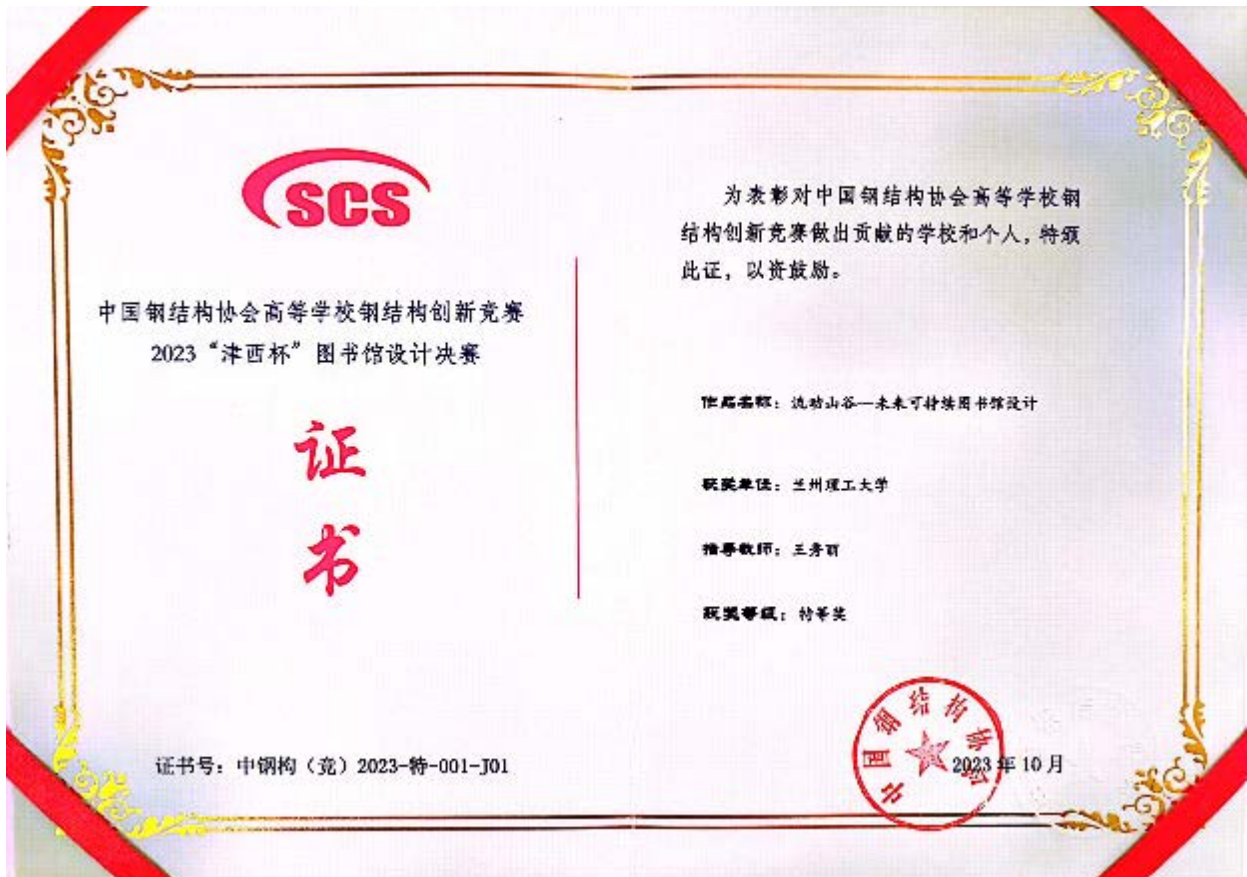 SCS
中国钢结构协会高等学校钢结构创新竞赛
2023“津西杯”图书馆设计决赛
证
书
证书号：中钢构（竞）2023-特-001-J01
为表彰对中国钢结构协会高等学校钢
结构创新竞赛做出贡献的学校和个人，特颁
此证，以资鼓励。
作品名称：流动山谷—未来可持续图书馆设计
获奖单位：兰州理工大学
指导教师：王秀丽
获奖等级：特等奖
中国钢结构协会
2023年10月